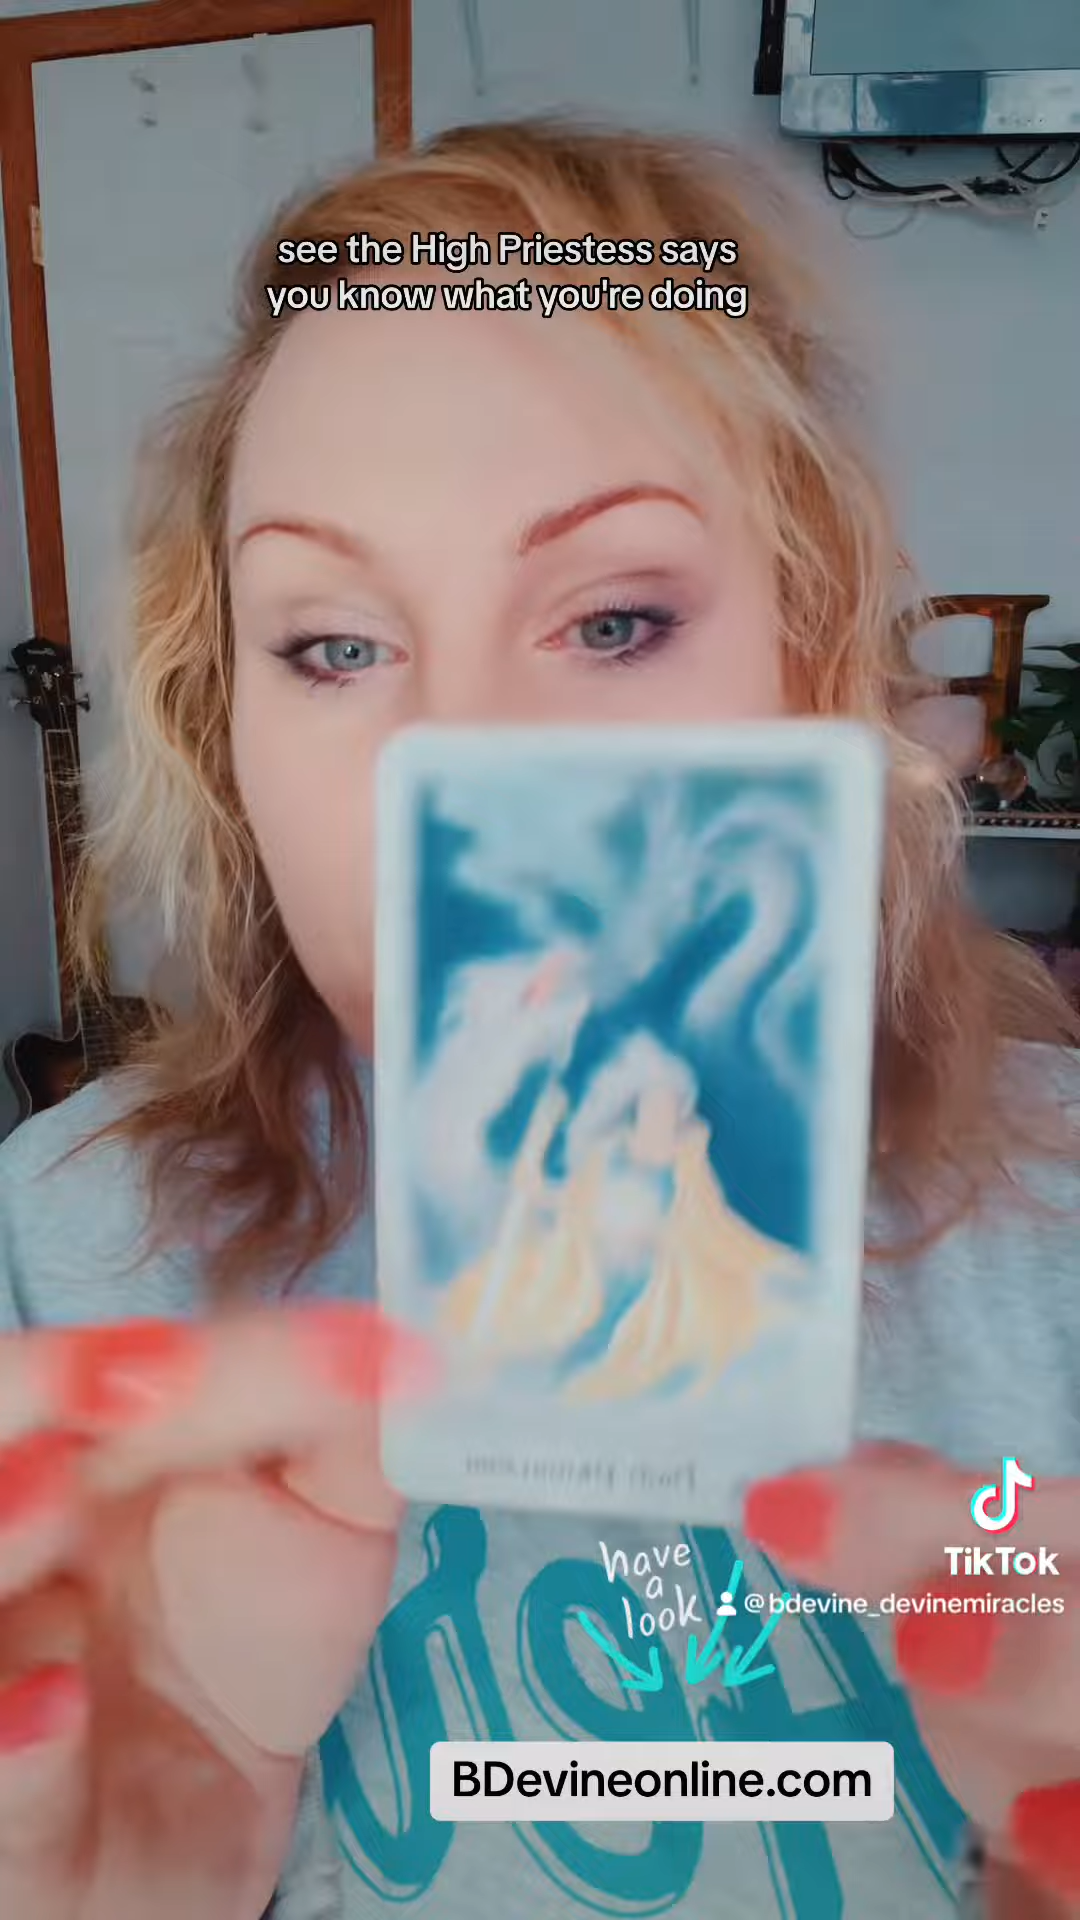 see the High Priestess says
you know what you're doing
have
a
look
TikTok
@bdevine_devinemiracles
BDevineonline.com